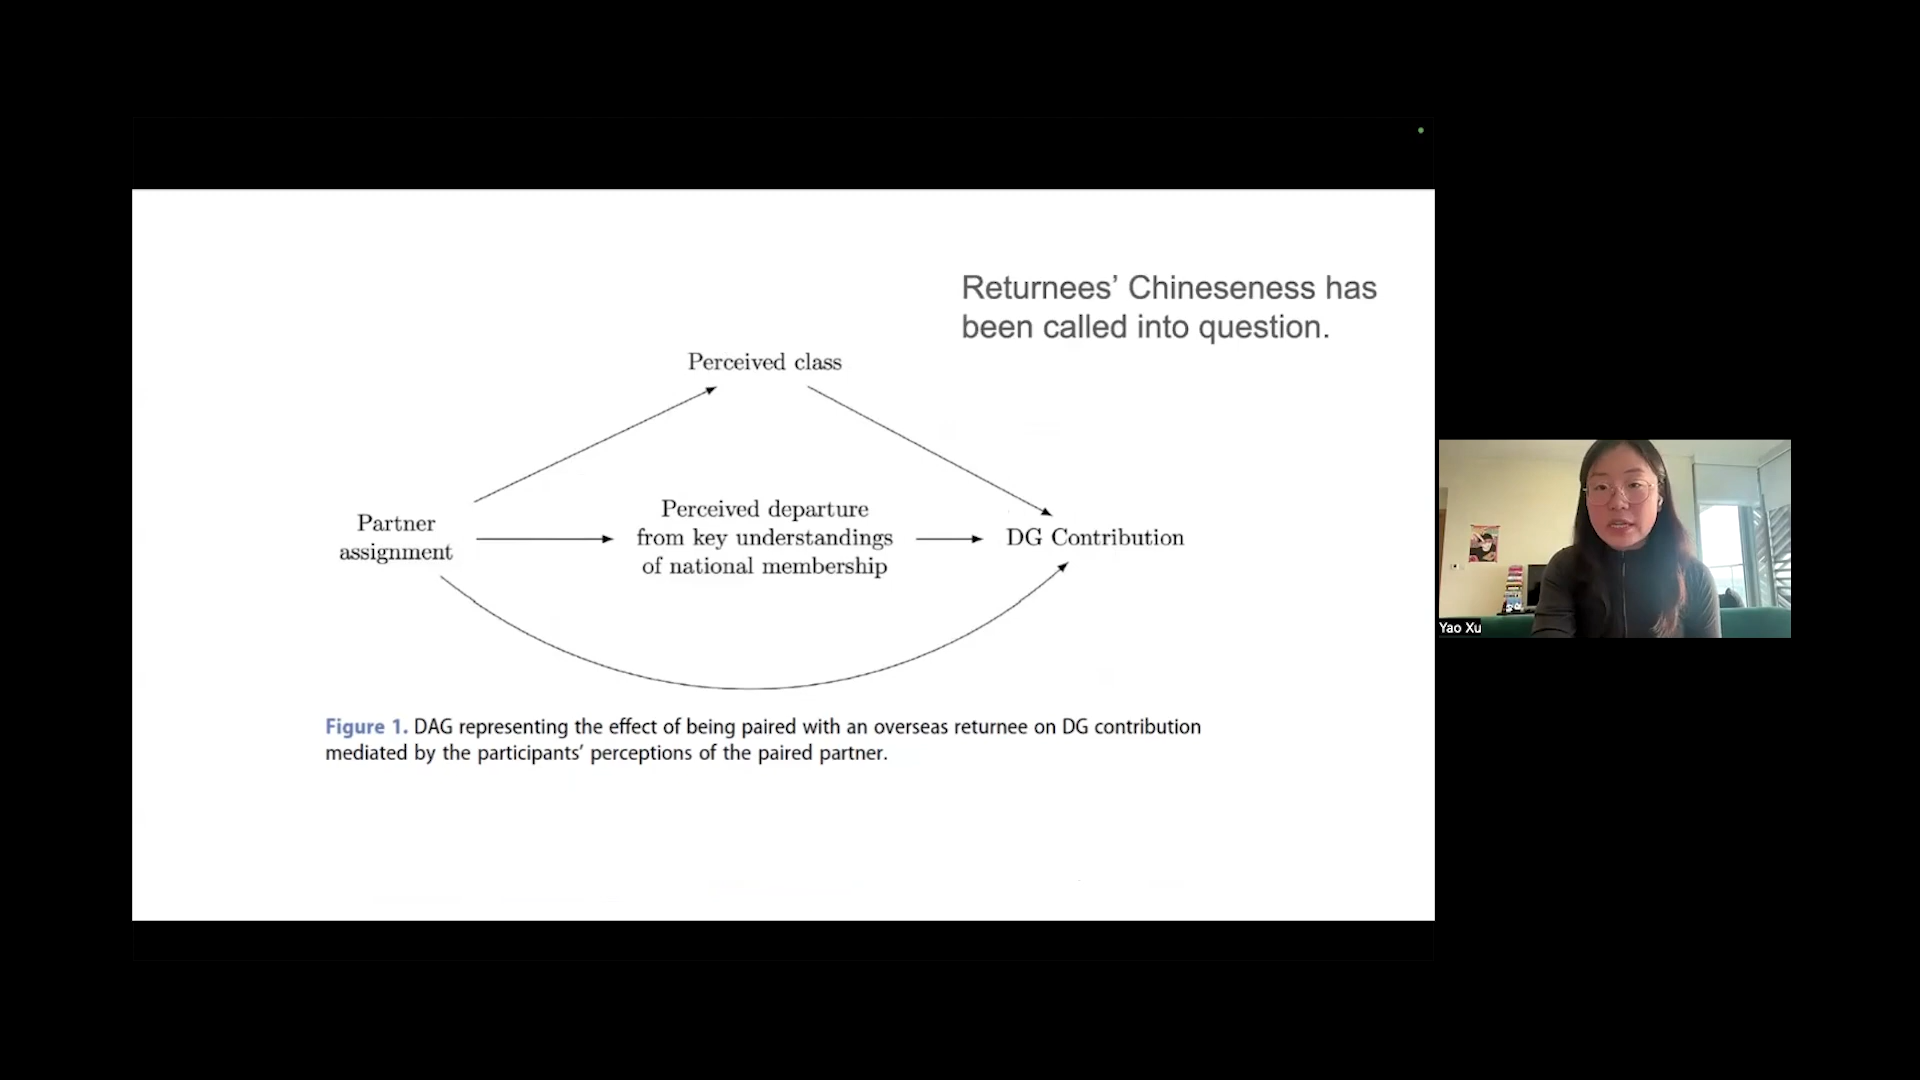 Returnees’ Chineseness has
been called into question.
Perceived class
Partner
assignment
Perceived departure
from key understandings
of national membership
DG Contribution
Figure 1. DAG representing the effect of being paired with an overseas returnee on DG contribution
mediated by the participants’ perceptions of the paired partner.
Yao Xu